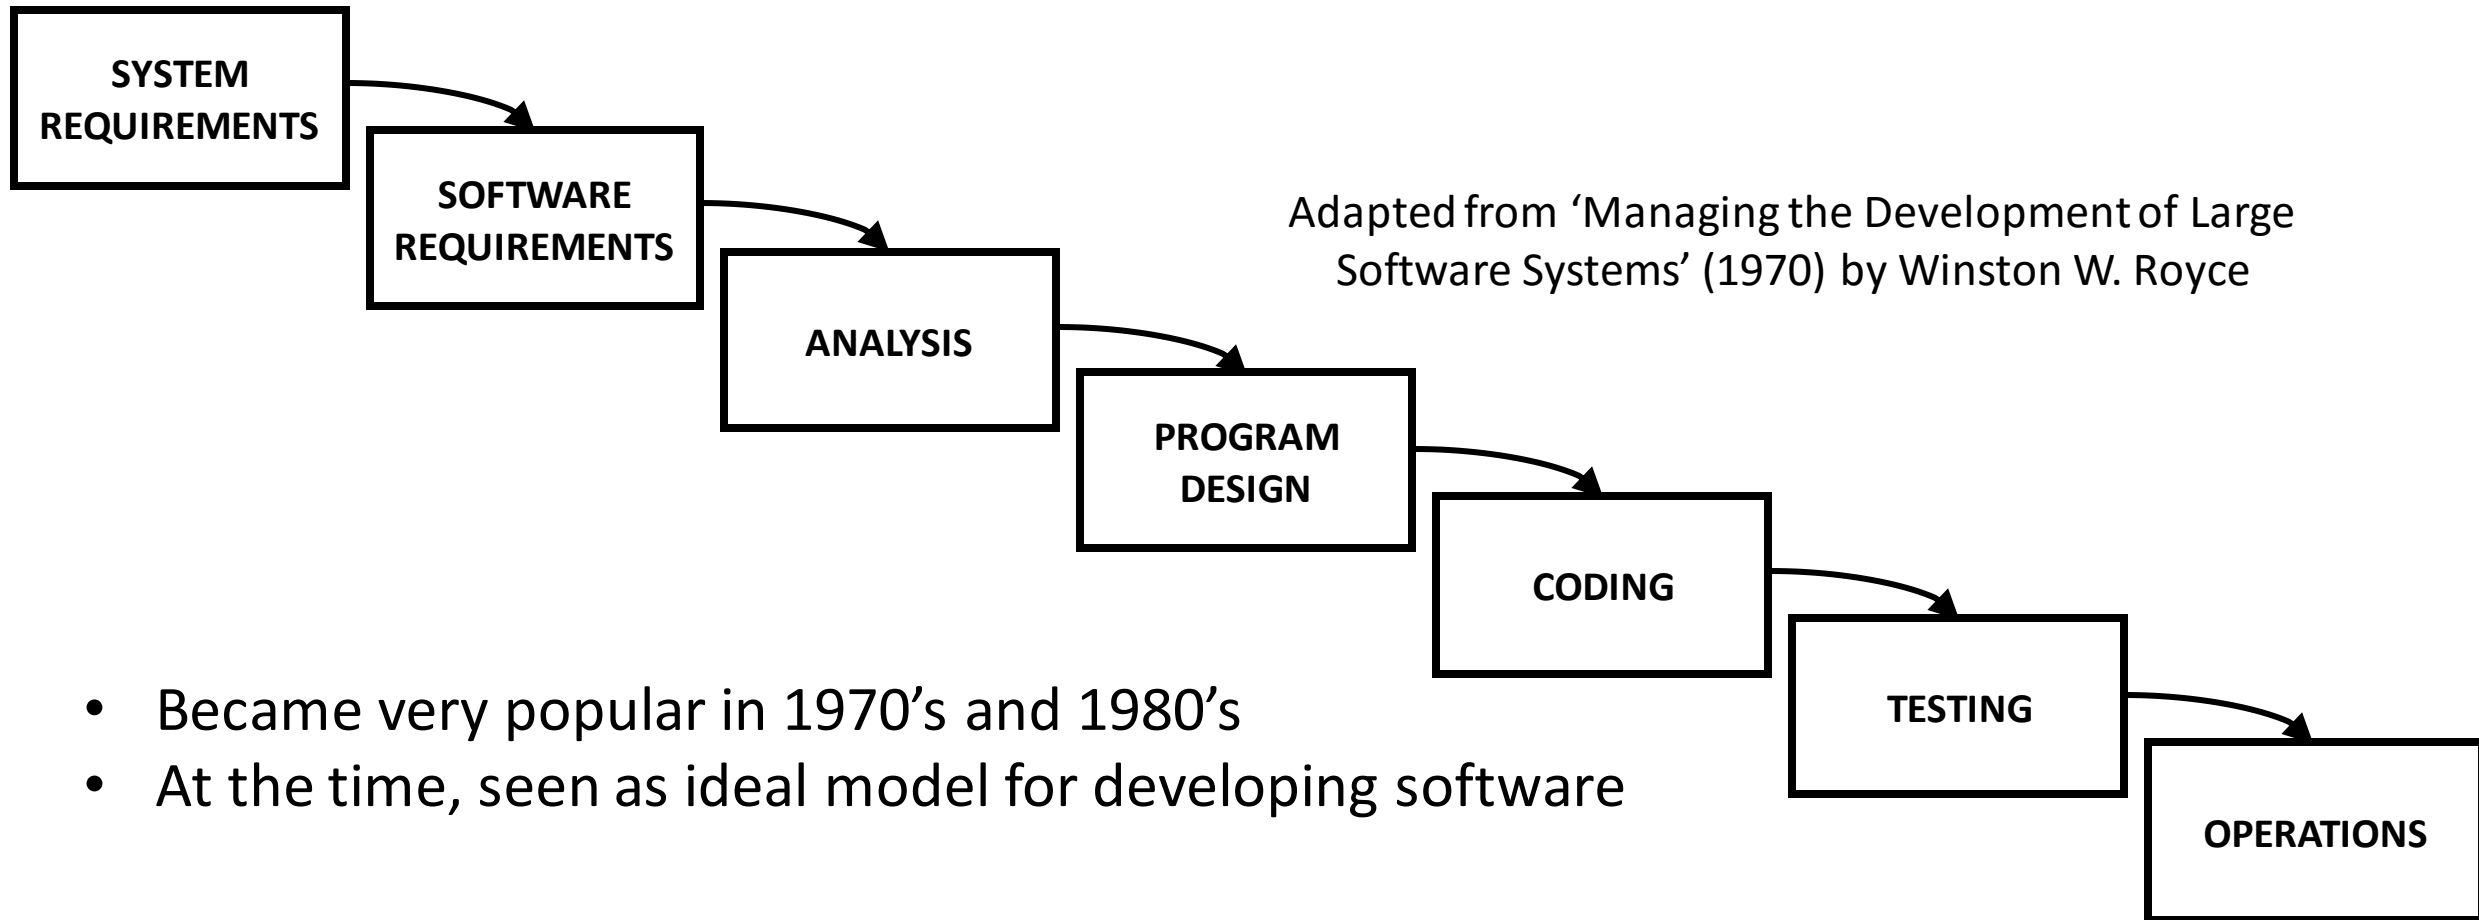 SYSTEM
REQUIREMENTS
SOFTWARE
REQUIREMENTS
Adapted from ‘Managing the Development of Large
Software Systems’ (1970) by Winston W. Royce
ANALYSIS
PROGRAM
DESIGN
CODING
TESTING
OPERATIONS
• Became very popular in 1970’s and 1980’s
• At the time, seen as ideal model for developing software